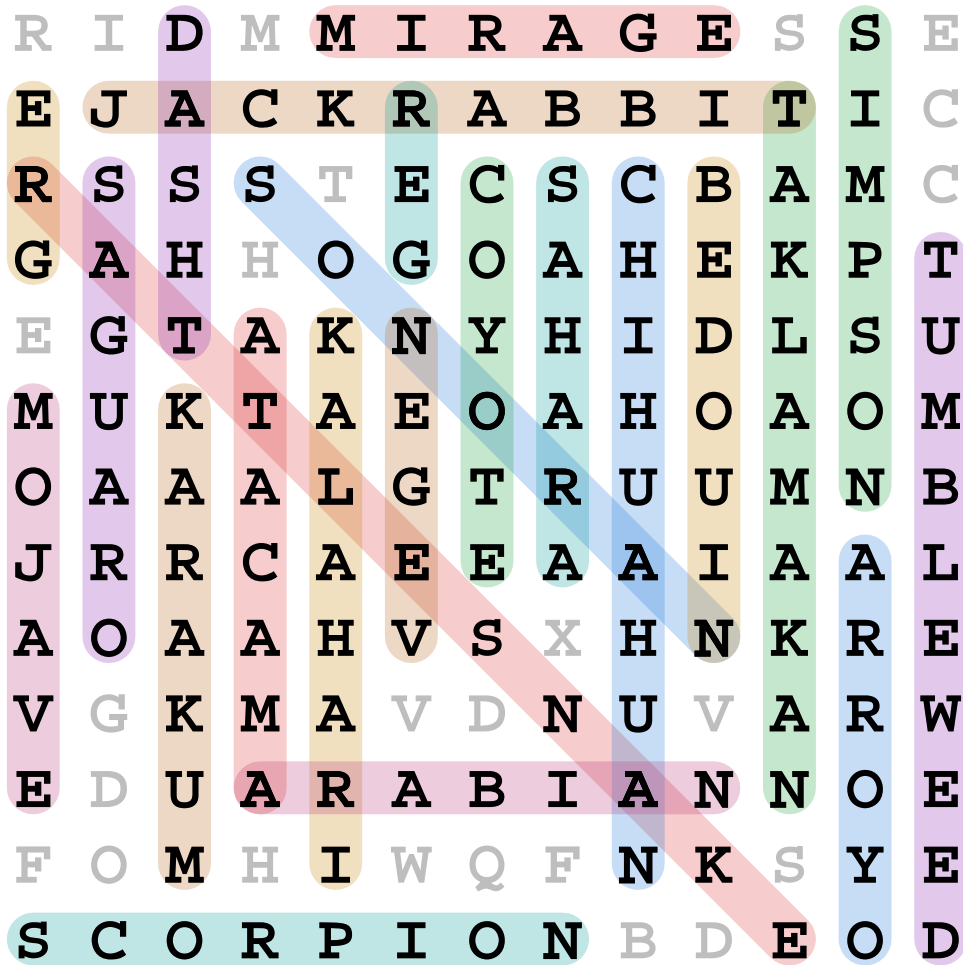 R I D M M I R A G E S S E
E J A C K R A B B I T I C
R S S S T E C S C B A M C
G A H H O G O A H E K P T
E G T A K N Y H I D L S U
M U K T A E O A H O A O M
O A A A L G T R U U M N B
J R R C A E E A A I A A L
A O A A H V S X H N K R E
V G K M A V D N U V A R W
E D U A R A B I A N N O E
F O M H I W Q F N K S Y E
S C O R P I O N B D E O D